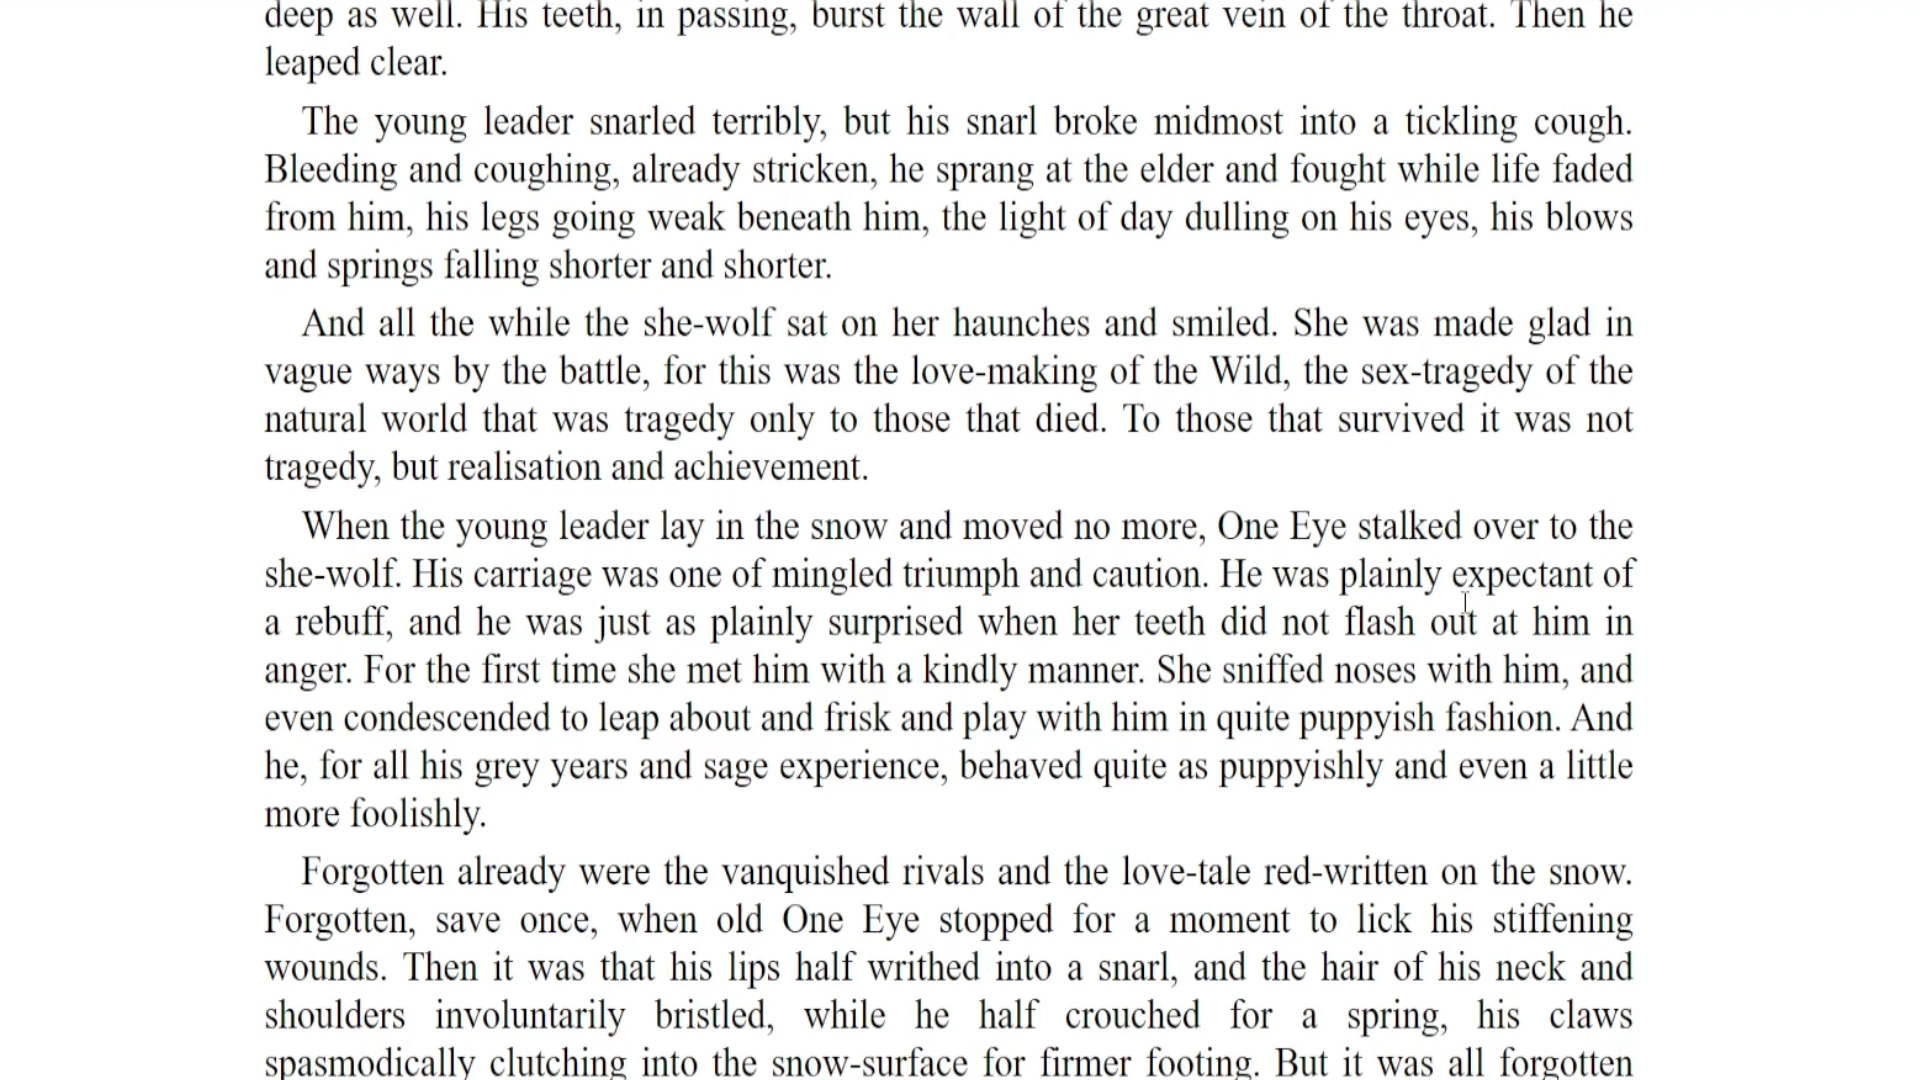 deep as well. His teeth, in passing, burst the wall of the great vein of the throat. Then he
leaped clear.
The young leader snarled terribly, but his snarl broke midmost into a tickling cough.
Bleeding and coughing, already stricken, he sprang at the elder and fought while life faded
from him, his legs going weak beneath him, the light of day dulling on his eyes, his blows
and springs falling shorter and shorter.
And all the while the she-wolf sat on her haunches and smiled. She was made glad in
vague ways by the battle, for this was the love-making of the Wild, the sex-tragedy of the
natural world that was tragedy only to those that died. To those that survived it was not
tragedy, but realisation and achievement.
When the young leader lay in the snow and moved no more, One Eye stalked over to the
she-wolf. His carriage was one of mingled triumph and caution. He was plainly expectant of
a rebuff, and he was just as plainly surprised when her teeth did not flash out at him in
anger. For the first time she met him with a kindly manner. She sniffed noses with him, and
even condescended to leap about and frisk and play with him in quite puppyish fashion. And
he, for all his grey years and sage experience, behaved quite as puppyishly and even a little
more foolishly.
Forgotten already were the vanquished rivals and the love-tale red-written on the snow.
Forgotten, save once, when old One Eye stopped for a moment to lick his stiffening
wounds. Then it was that his lips half writhed into a snarl, and the hair of his neck and
shoulders involuntarily bristled, while he half crouched for a spring, his claws
spasmodically clutching into the snow-surface for firmer footing. But it was all forgotten